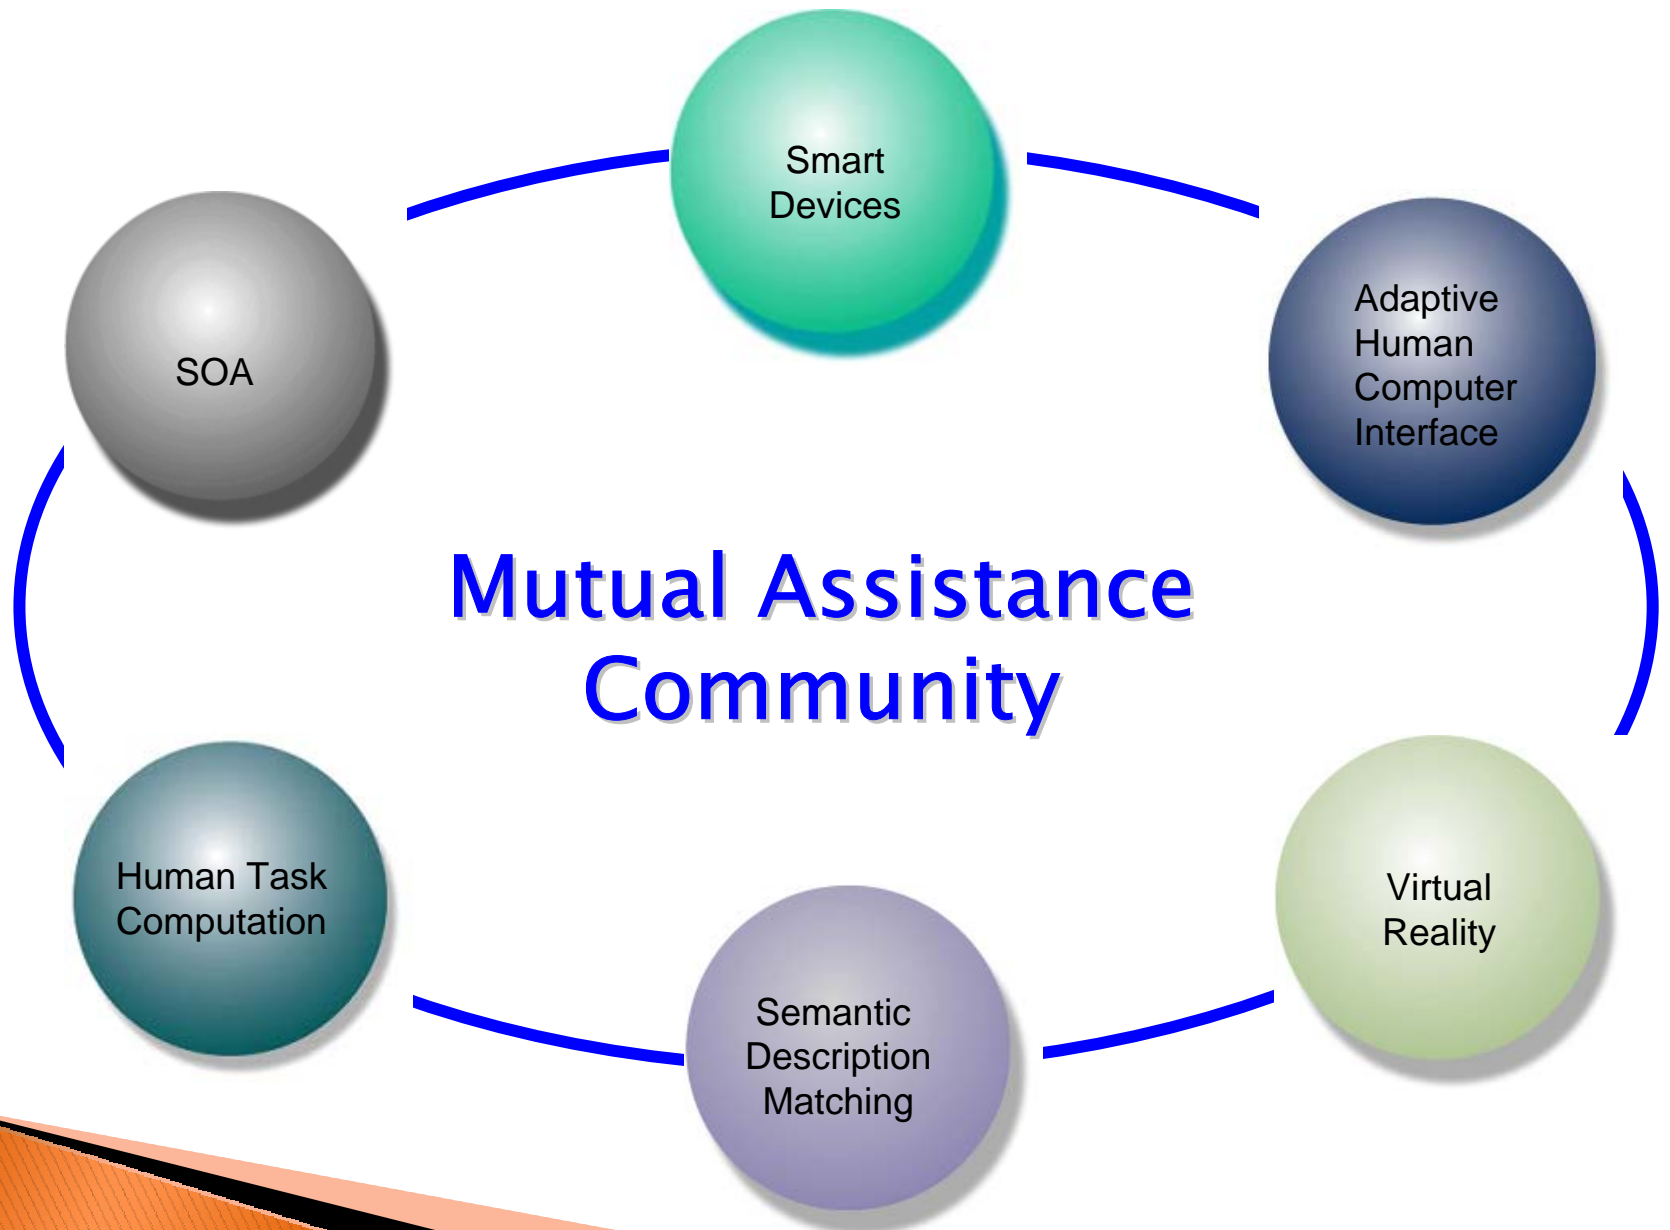 Smart
Devices
SOA
Adaptive
Human
Computer
Interface
Mutual Assistance
Community
Human Task
Computation
Virtual
Reality
Semantic
Description
Matching